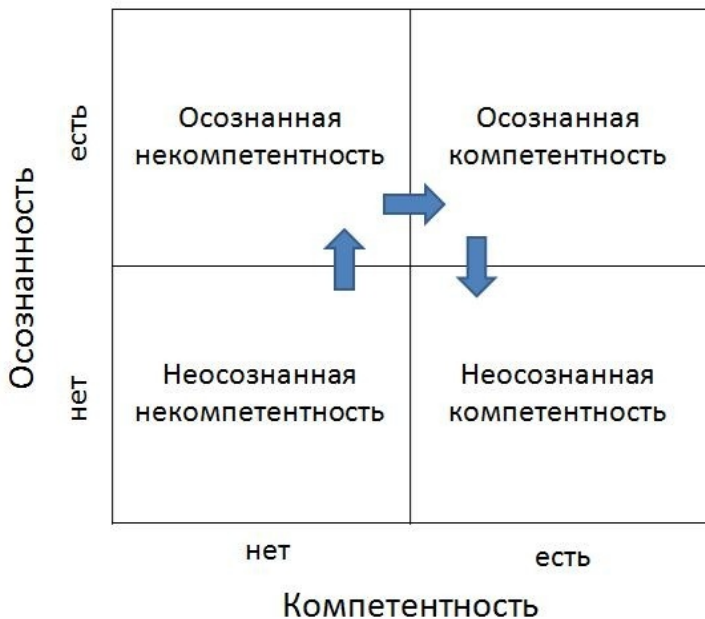 Осознанность
есть
нет
Осознанная
некомпетентность
Осознанная
компетентность
Неосознанная
некомпетентность
Неосознанная
компетентность
нет
есть
Компетентность